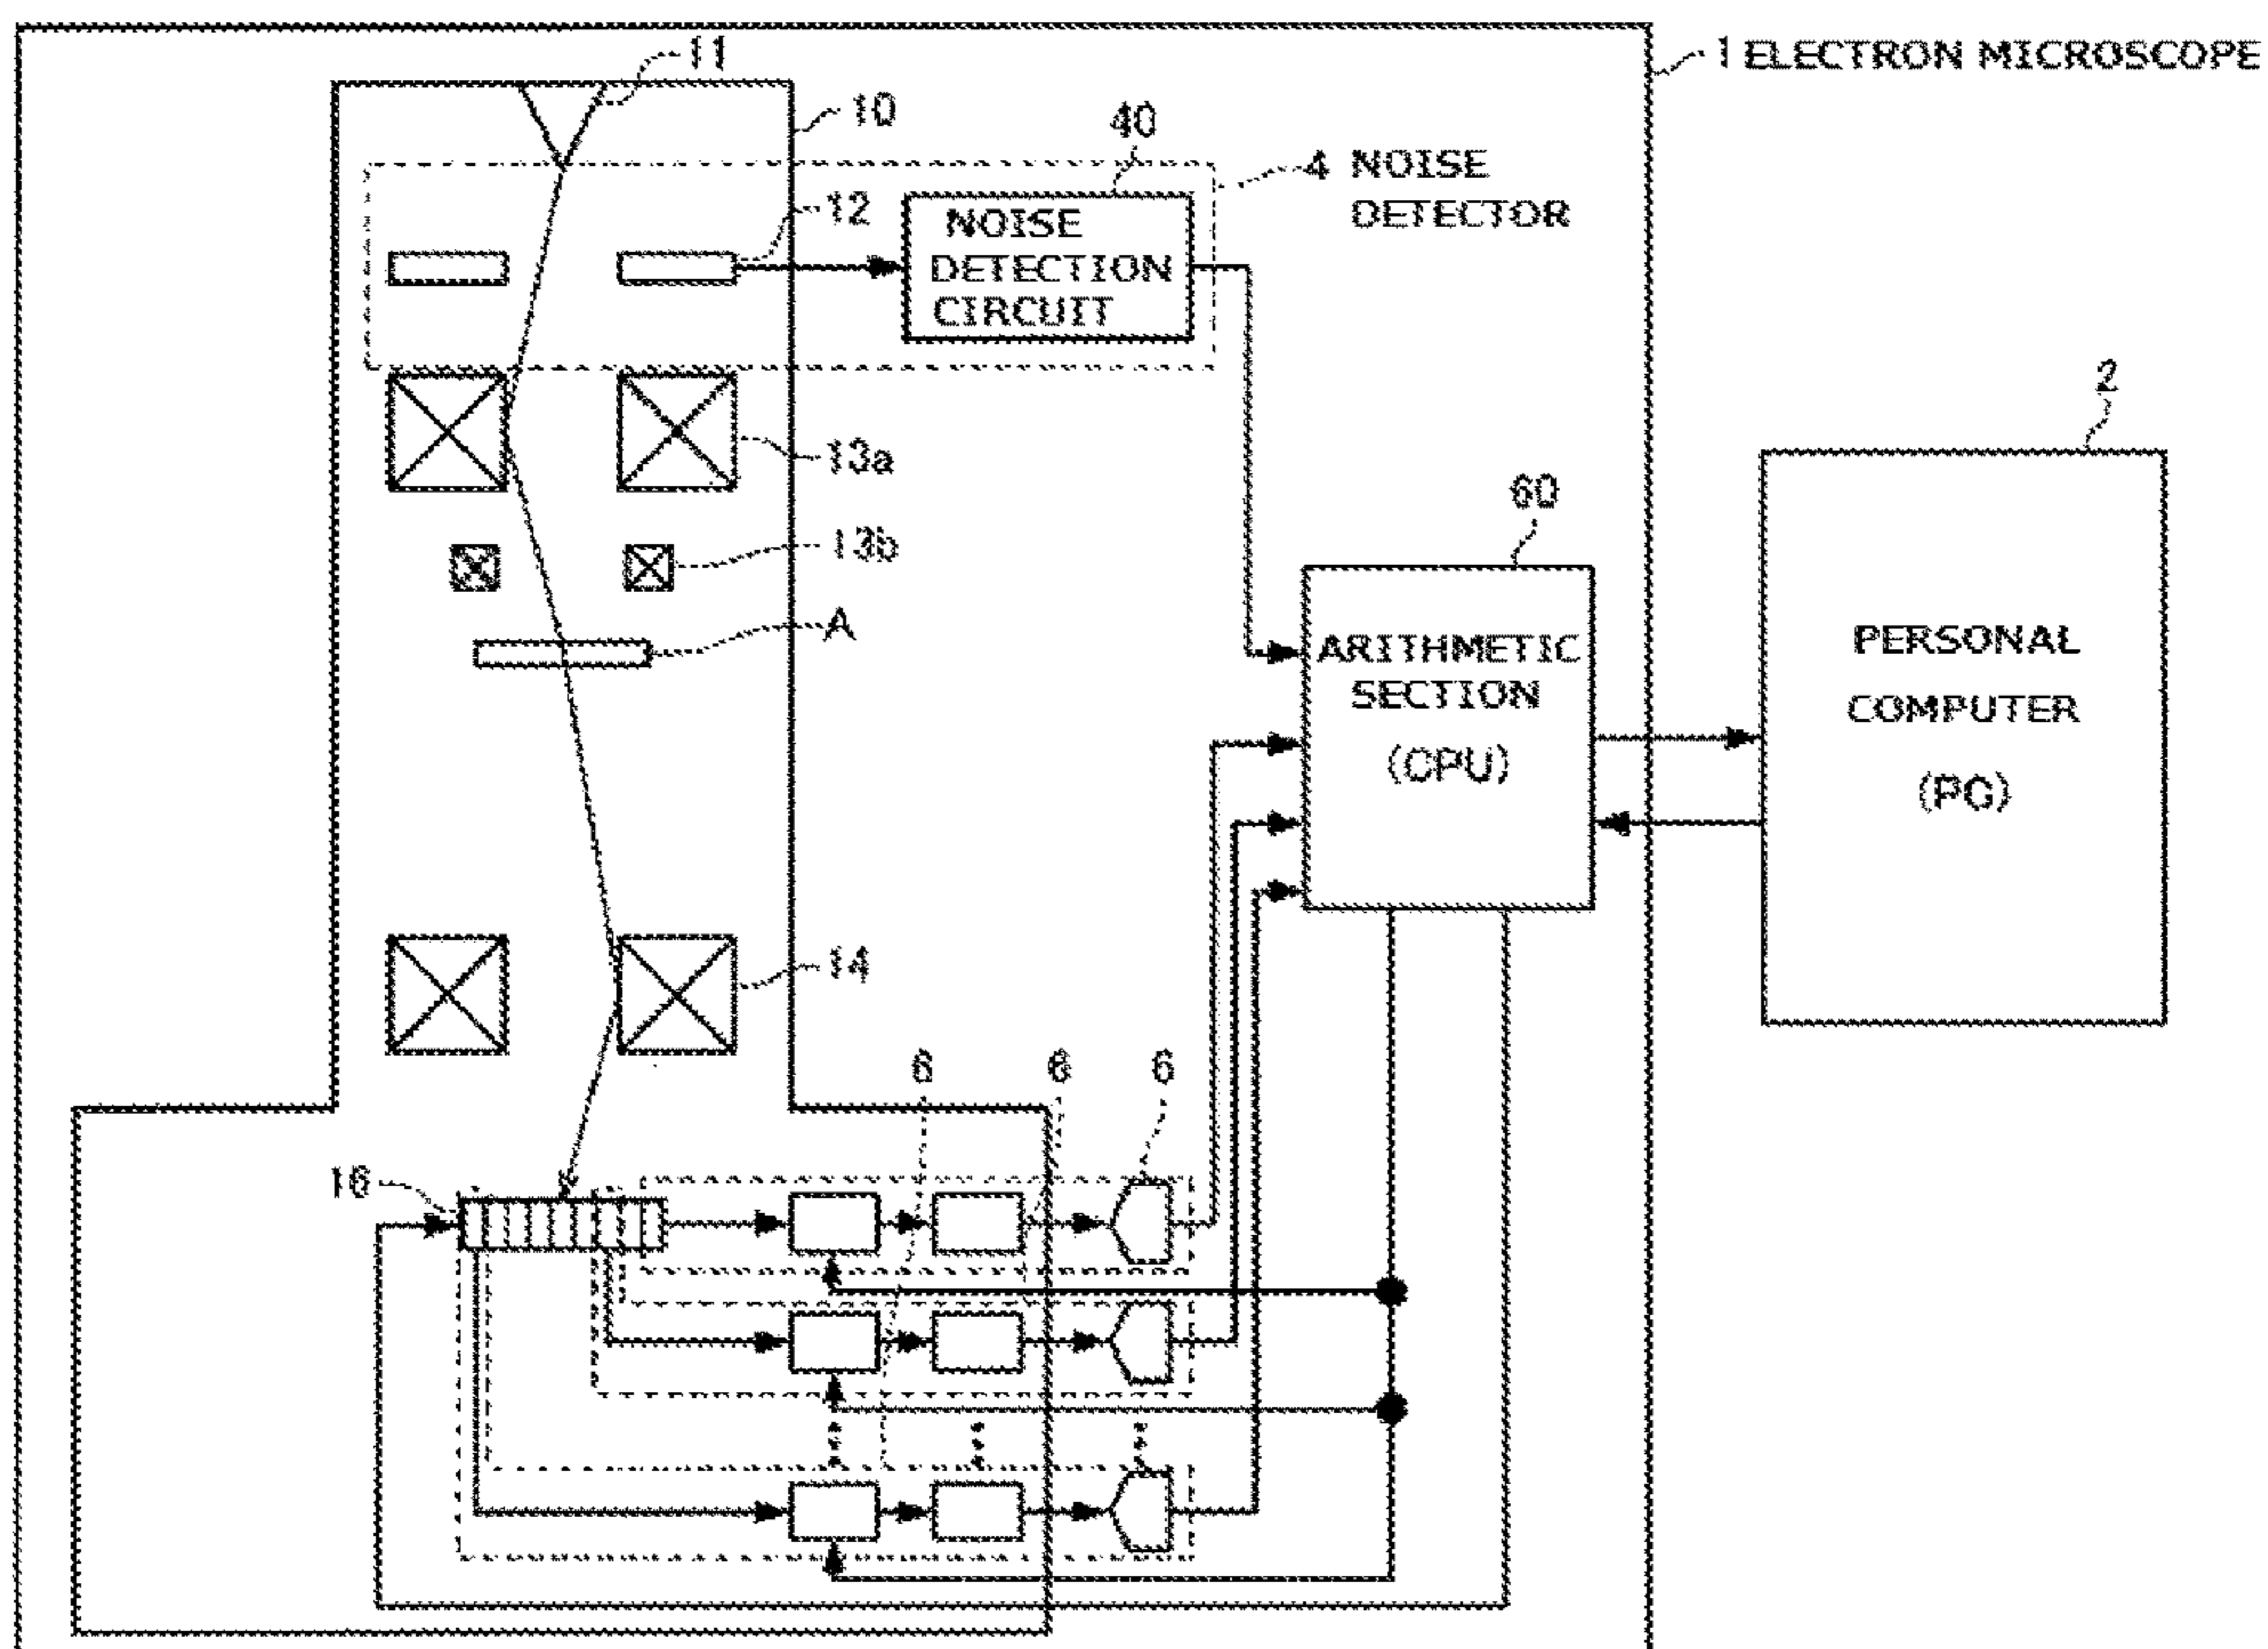 11
1 ELECTRON MICROSCOPE
10
40
4 NOISE
DETECTOR
12
NOISE
DETECTION
CIRCUIT
2
13a
60
13b
A
ARITHMETIC
SECTION
(CPU)
PERSONAL
COMPUTER
(PC)
14
6
6
6
16